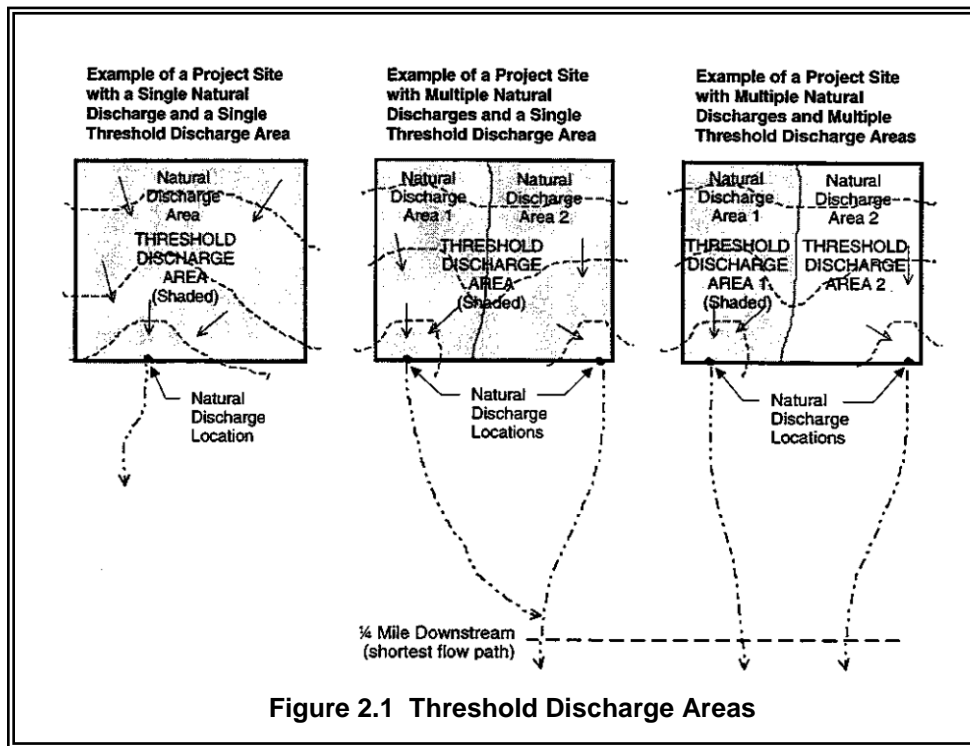 Example of a Project Site
with a Single Natural
Discharge and a Single
Threshold Discharge Area
Natural
Discharge
Area
THRESHOLD
DISCHARGE
AREA
(Shaded)
Natural
Discharge
Location
Example of a Project Site
with Multiple Natural
Discharges and a Single
Threshold Discharge Area
Natural
Discharge
Area 1
Natural
Discharge
Area 2
THRESHOLD
DISCHARGE
AREA
(Shaded)
Natural
Discharge
Locations
Example of a Project Site
with Multiple Natural
Discharges and Multiple
Threshold Discharge Areas
Natural
Discharge
Area 1
Natural
Discharge
Area 2
THRESHOLD
DISCHARGE
AREA 1
(Shaded)
THRESHOLD
DISCHARGE
AREA 2
Natural
Discharge
Locations
¼ Mile Downstream
(shortest flow path)
Figure 2.1 Threshold Discharge Areas